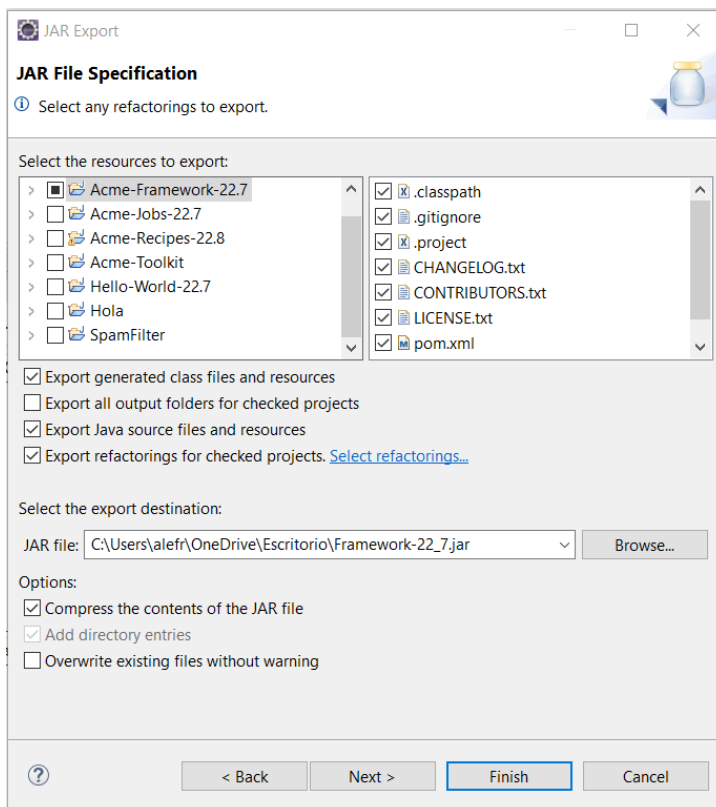 JAR Export
JAR File Specification
Select any refactorings to export.
Select the resources to export:
Acme-Framework-22.7
Acme-Jobs-22.7
Acme-Recipes-22.8
Acme-Toolkit
Hello-World-22.7
Hola
SpamFilter
.classpath
.gitignore
.project
CHANGELOG.txt
CONTRIBUTORS.txt
LICENSE.txt
pom.xml
Export generated class files and resources
Export all output folders for checked projects
Export Java source files and resources
Export refactorings for checked projects. Select refactorings...
Select the export destination:
JAR file: C:\Users\alefr\OneDrive\Escritorio\Framework-22_7.jar Browse...
Options:
Compress the contents of the JAR file
Add directory entries
Overwrite existing files without warning
? < Back Next > Finish Cancel